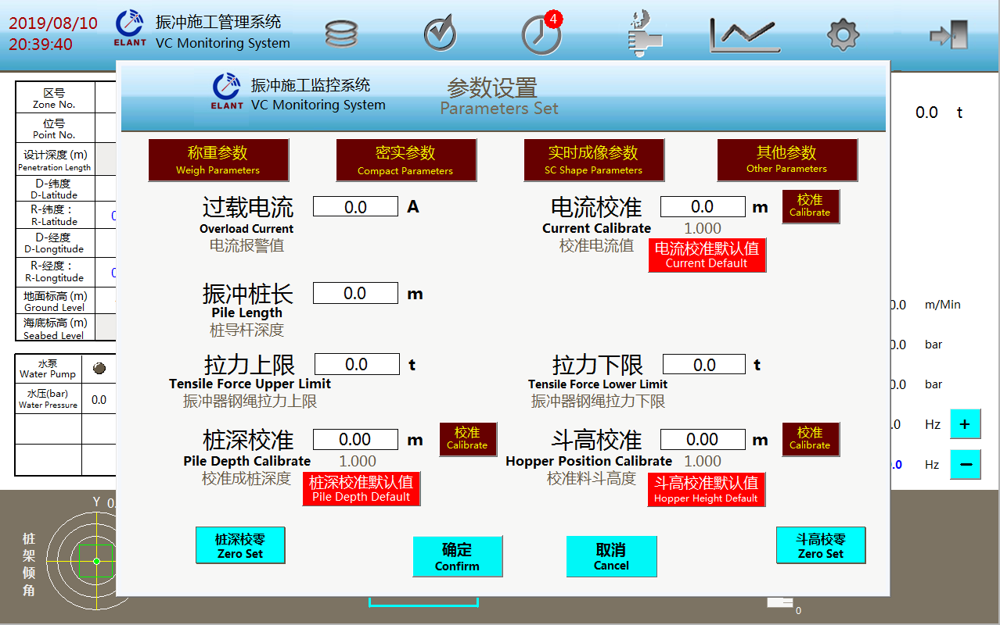 2019/08/10
20:39:40
ELANT
振冲施工管理系统
VC Monitoring System
4
振冲施工监控系统
ELANT
VC Monitoring System
参数设置
Parameters Set
区号
Zone No.
位号
Point No.
设计深度 (m)
Penetration Length
D-纬度
D-Latitude
R-纬度：
R-Latitude
D-经度
D-Longtitude
R-经度：
R-Longtitude
地面标高 (m)
Ground Level
海底标高 (m)
Seabed Level
水泵
Water Pump
水压(bar)
Water Pressure
0.0
称重参数
Weigh Parameters
密实参数
Compact Parameters
实时成像参数
SC Shape Parameters
其他参数
Other Parameters
过载电流 0.0 A
Overload Current
电流报警值
电流校准 0.0 m
Current Calibrate 1.000
校准电流值
校准
Calibrate
电流校准默认值
Current Default
振冲桩长 0.0 m
Pile Length
桩导杆深度
拉力上限 0.0 t
Tensile Force Upper Limit
振冲器钢绳拉力上限
拉力下限 0.0 t
Tensile Force Lower Limit
振冲器钢绳拉力下限
桩深校准 0.00 m
Pile Depth Calibrate 1.000
校准成桩深度
校准
Calibrate
桩深校准默认值
Pile Depth Default
斗高校准 0.00 m
Hopper Position Calibrate 1.000
校准料斗高度
校准
Calibrate
斗高校准默认值
Hopper Height Default
桩深校零
Zero Set
确定
Confirm
取消
Cancel
斗高校零
Zero Set
0.0 t
m/Min
bar
bar
Hz +
Hz −
桩架倾角
Y
0